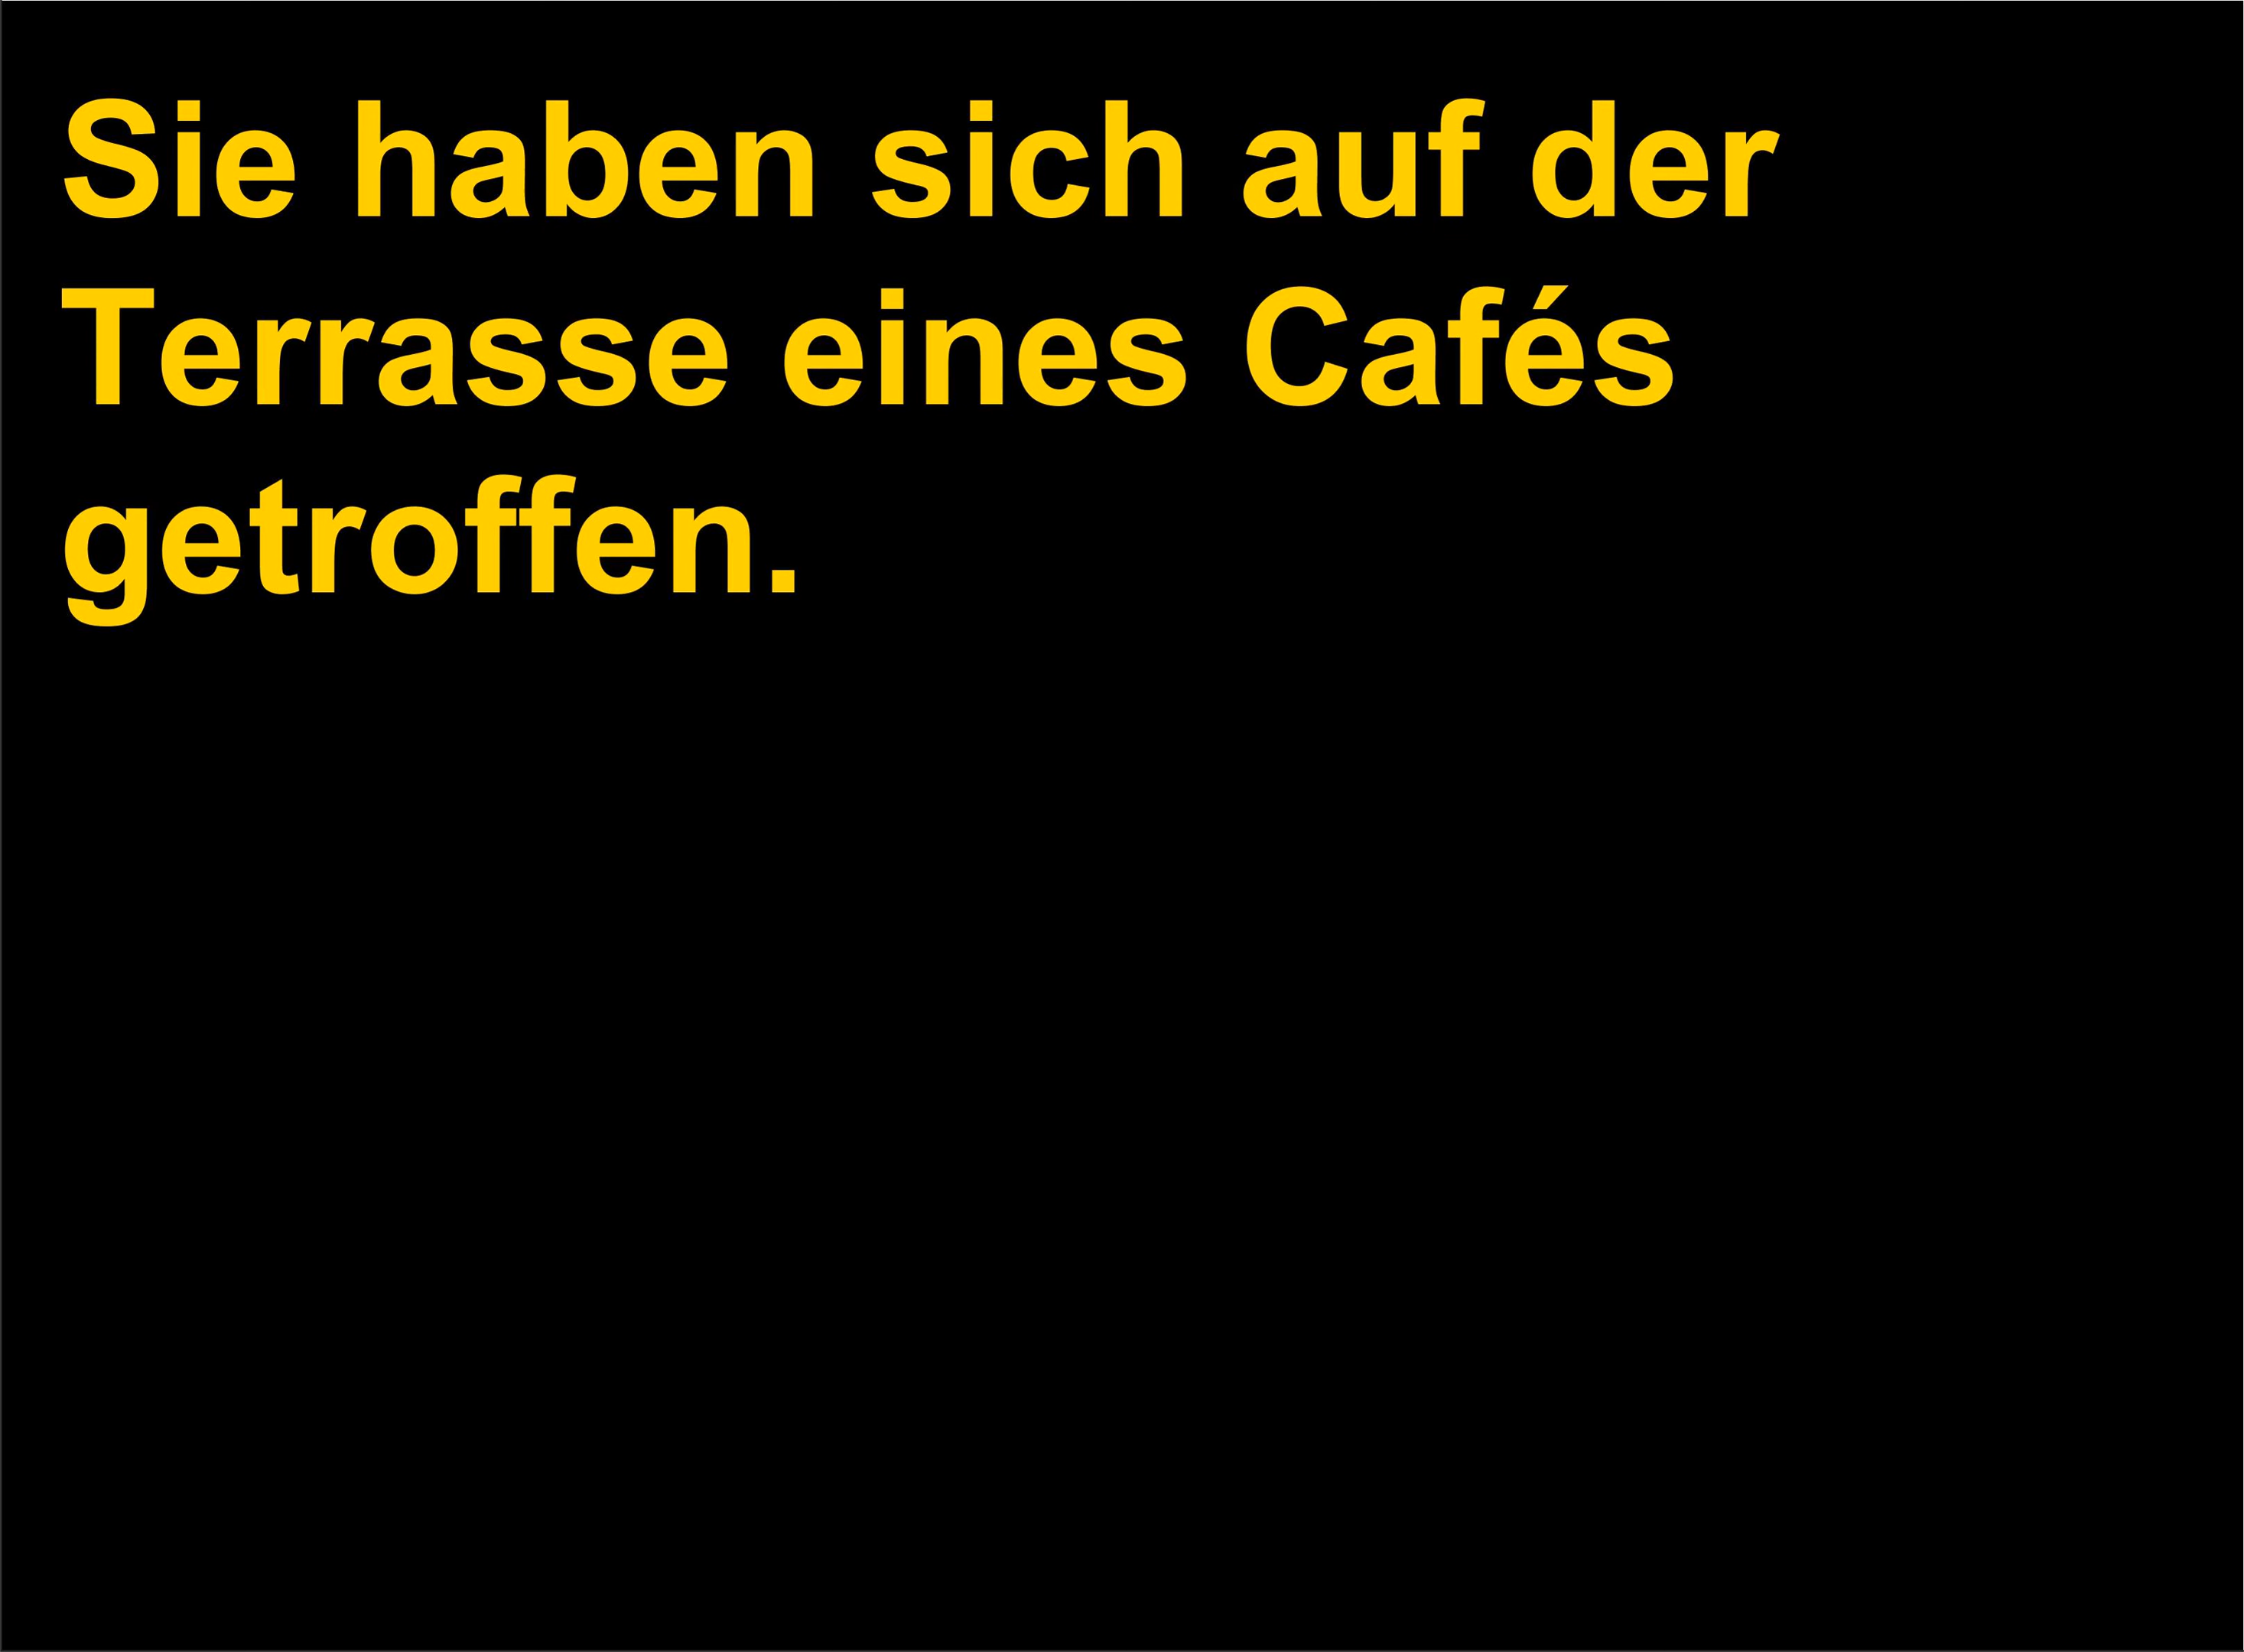 Sie haben sich auf der
Terrasse eines Cafés
getroffen.